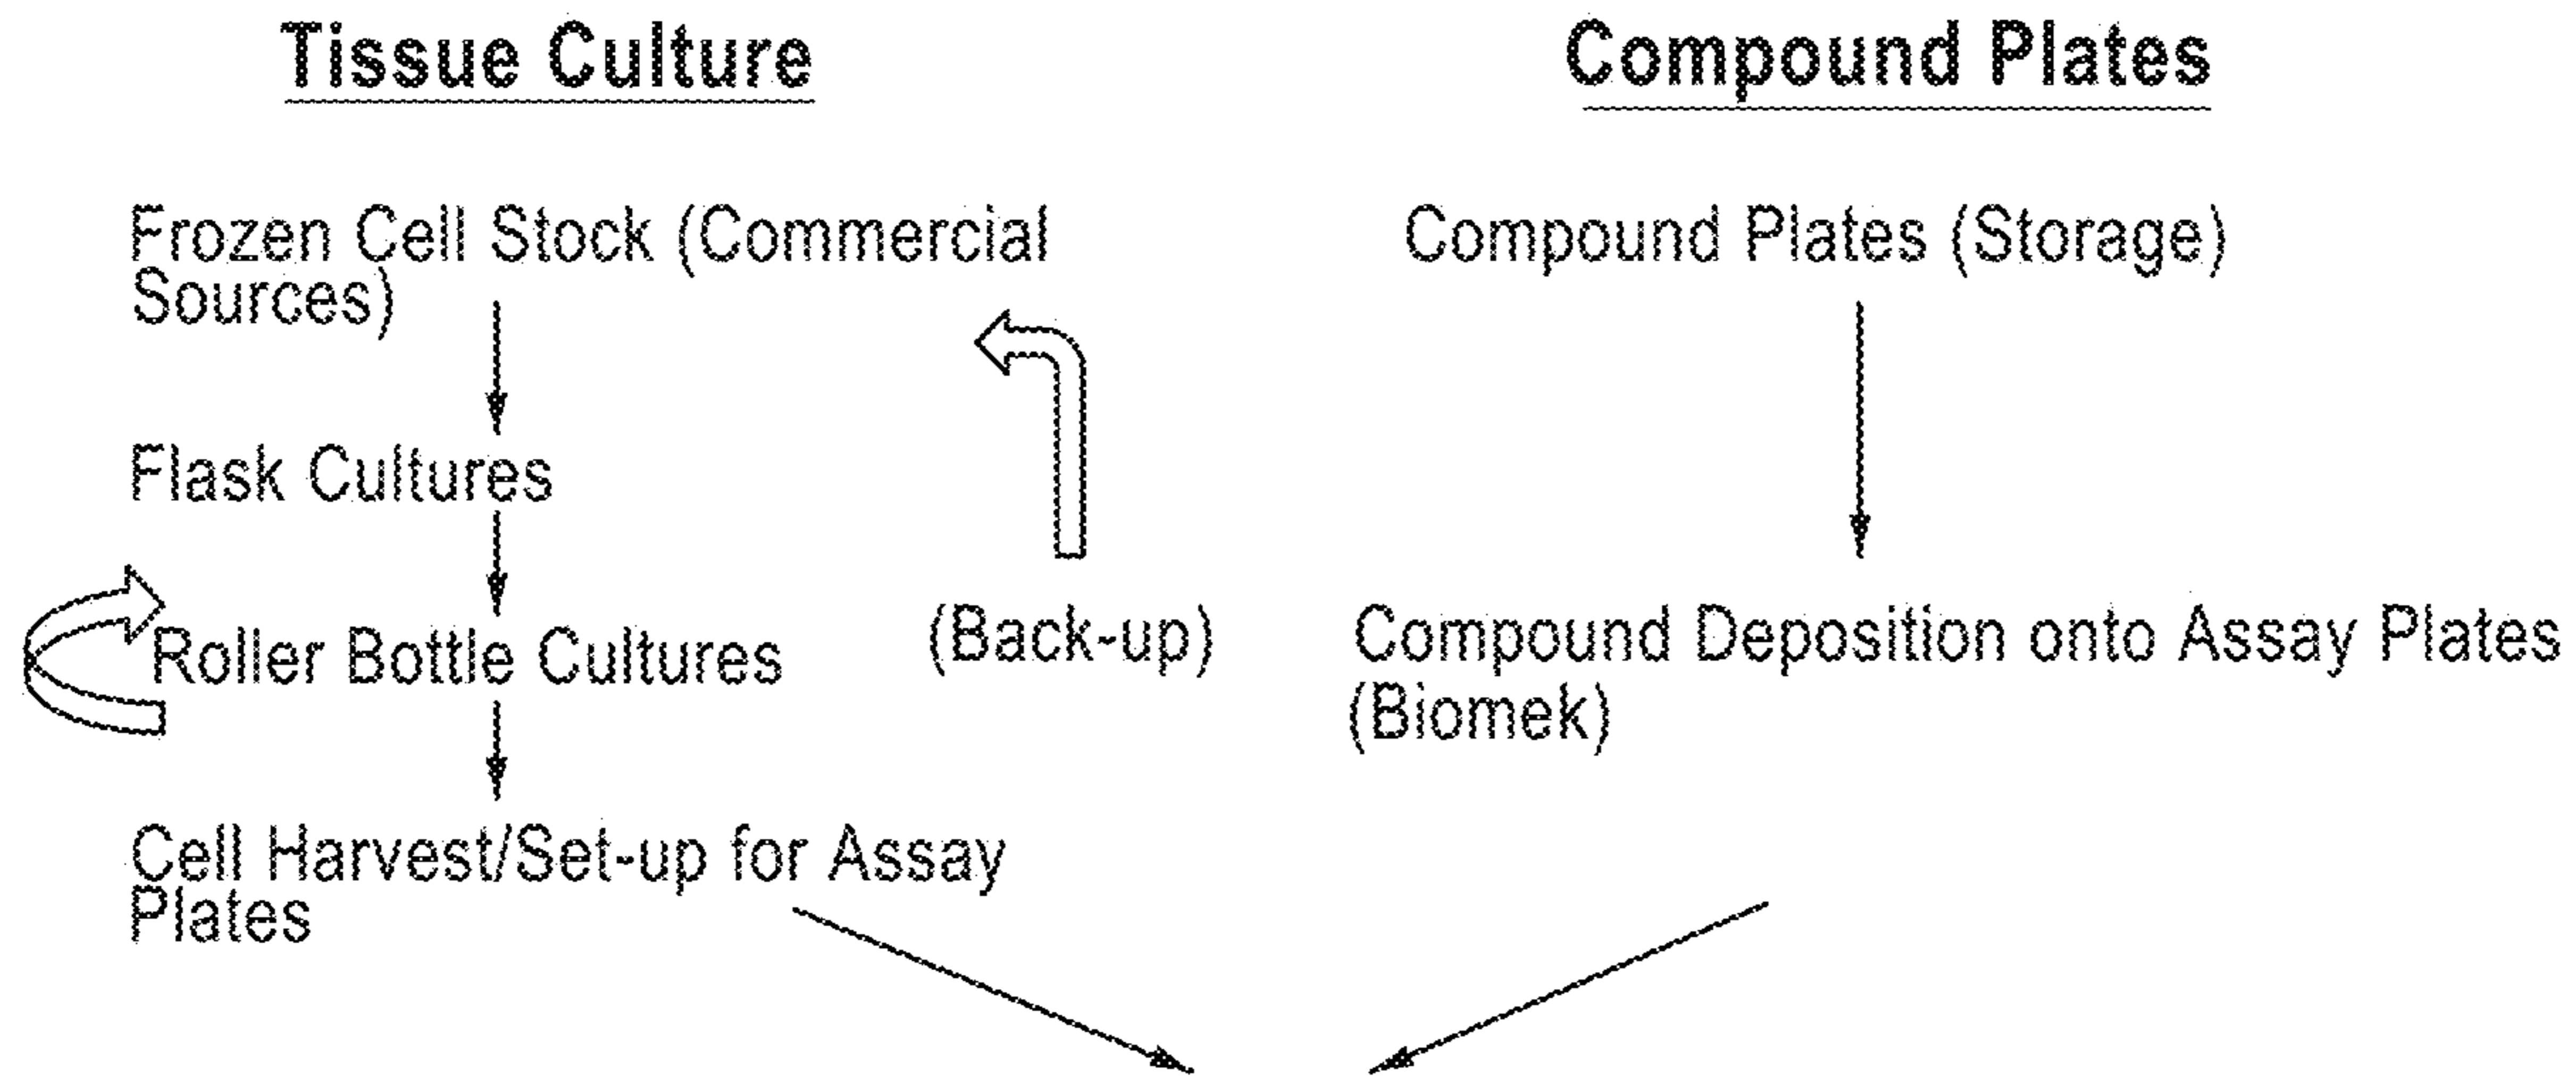 Tissue Culture
Frozen Cell Stock (Commercial
Sources)
Flask Cultures
Roller Bottle Cultures
(Back-up)
Cell Harvest/Set-up for Assay
Plates
Compound Plates
Compound Plates (Storage)
Compound Deposition onto Assay Plates
(Biomek)